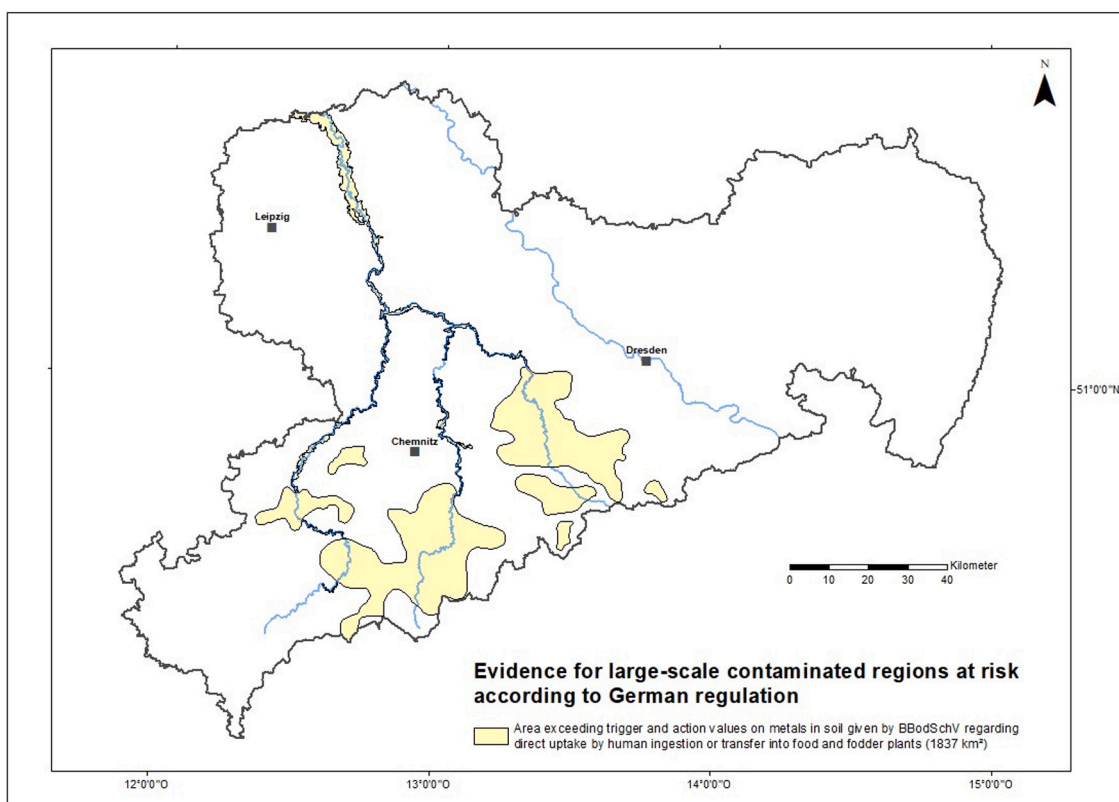 N
Leipzig
Dresden
51°0'0"N
Chemnitz
Kilometer
0 10 20 30 40
Evidence for large-scale contaminated regions at risk
according to German regulation
Area exceeding trigger and action values on metals in soil given by BBodSchV regarding
direct uptake by human ingestion or transfer into food and fodder plants (1837 km²)
12°0'0"O 13°0'0"O 14°0'0"O 15°0'0"O